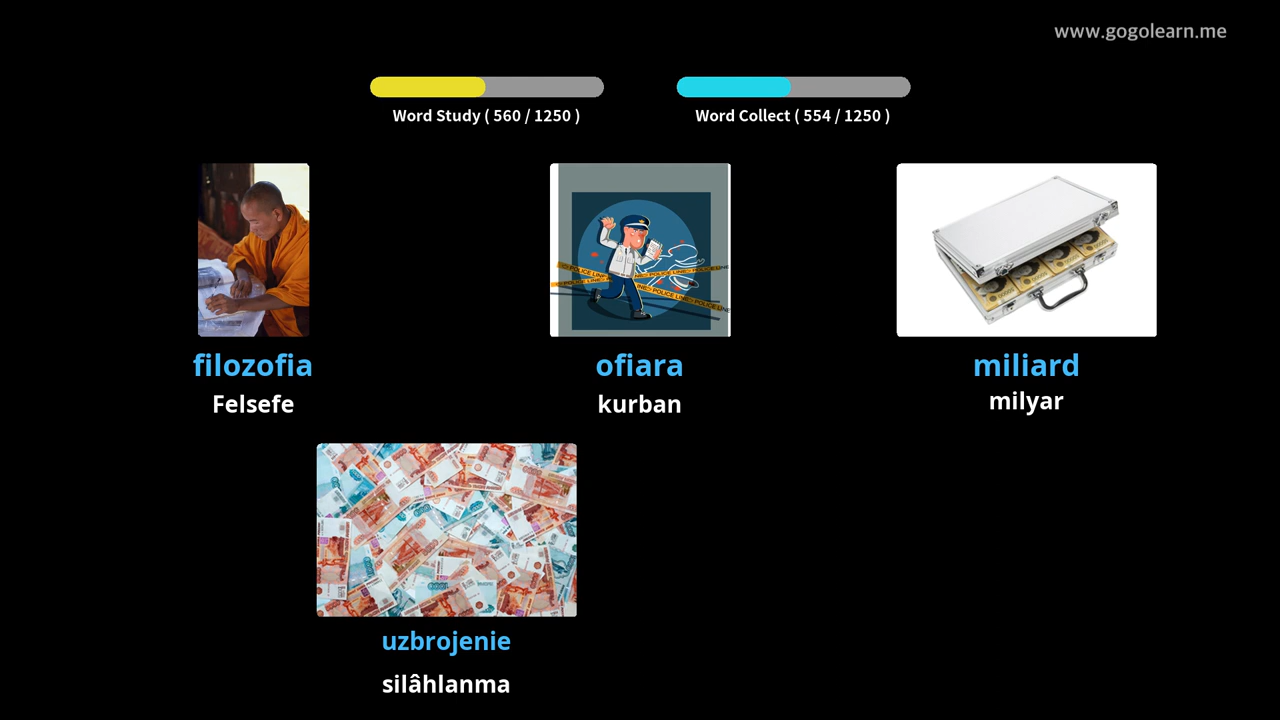 www.gogolearn.me
Word Study ( 560 / 1250 )
Word Collect ( 554 / 1250 )
filozofia
Felsefe
ofiara
kurban
miliard
milyar
uzbrojenie
silâhlanma